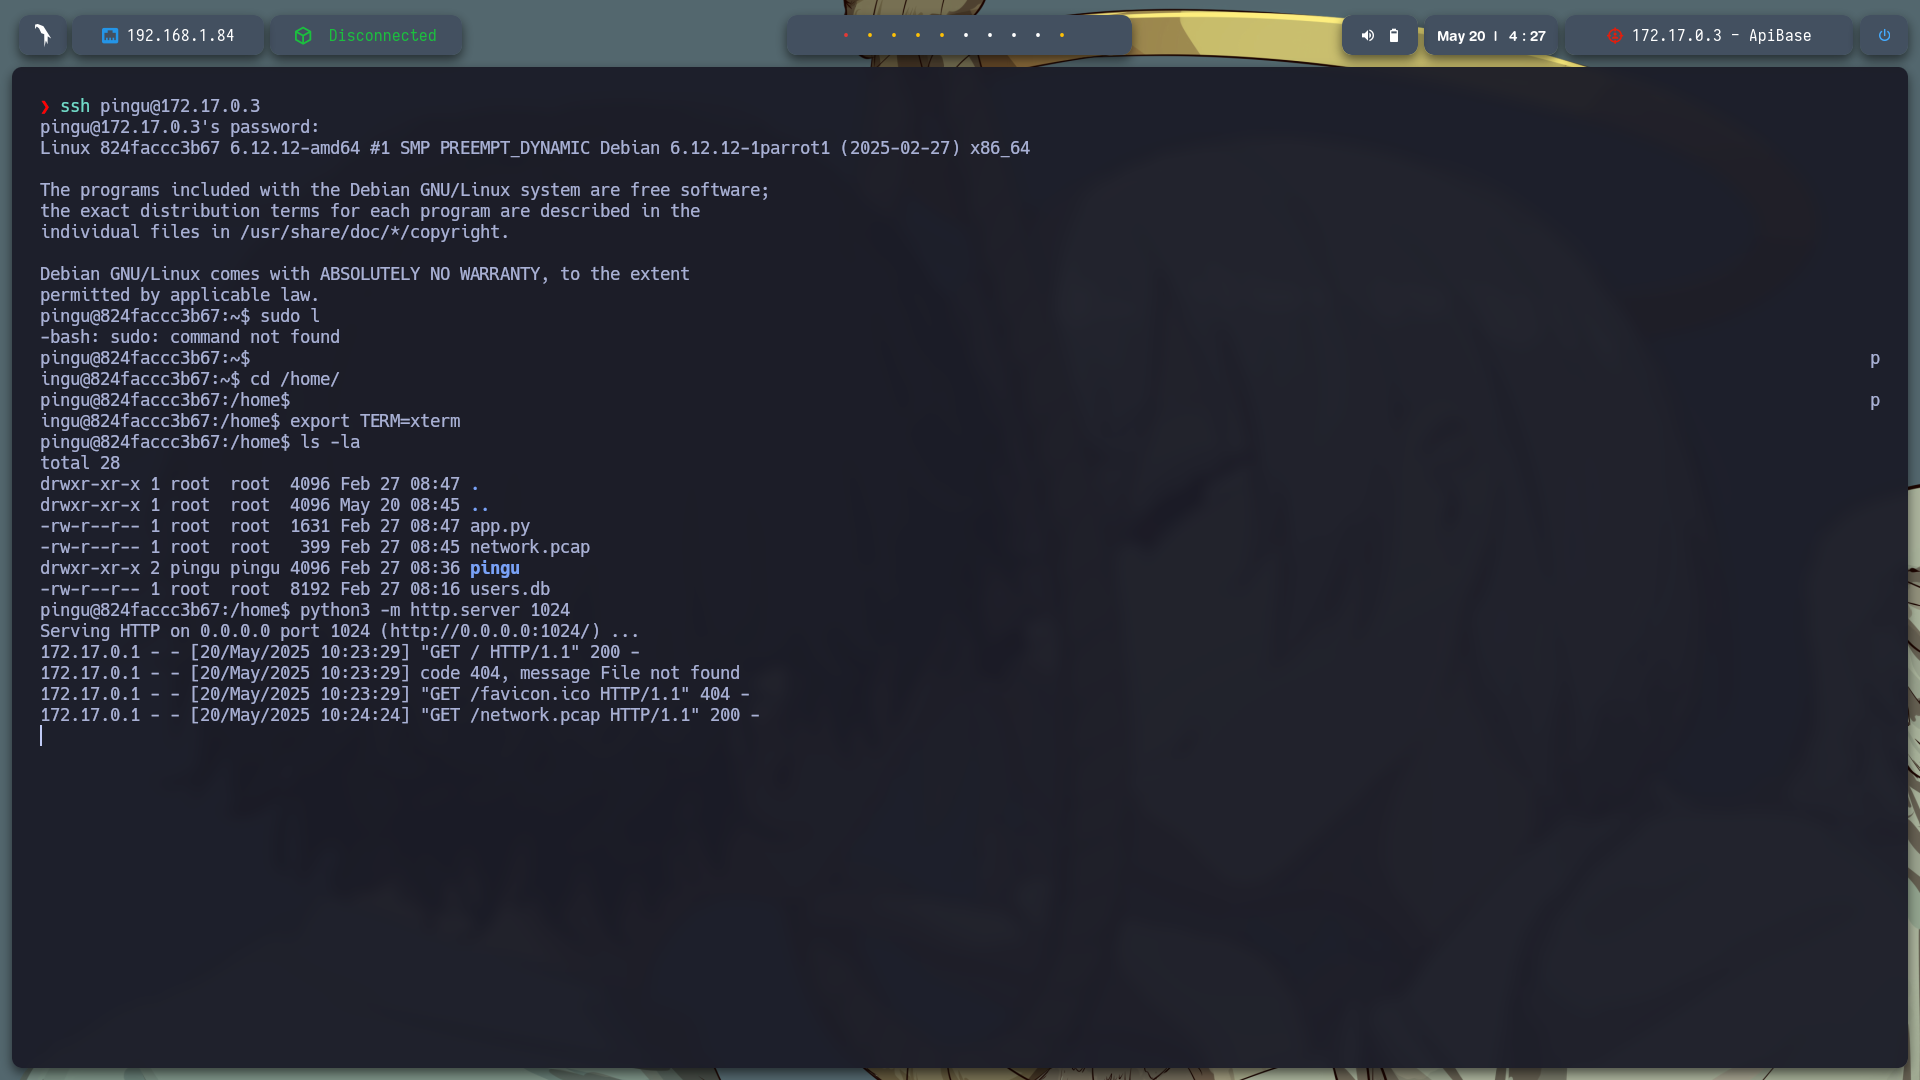 192.168.1.84
Disconnected
May 20 | 4 : 27
172.17.0.3 - ApiBase
❯ ssh pingu@172.17.0.3
pingu@172.17.0.3's password:
Linux 824faccc3b67 6.12.12-amd64 #1 SMP PREEMPT_DYNAMIC Debian 6.12.12-1parrot1 (2025-02-27) x86_64
The programs included with the Debian GNU/Linux system are free software;
the exact distribution terms for each program are described in the
individual files in /usr/share/doc/*/copyright.
Debian GNU/Linux comes with ABSOLUTELY NO WARRANTY, to the extent
permitted by applicable law.
pingu@824faccc3b67:~$ sudo l
-bash: sudo: command not found
pingu@824faccc3b67:~$ p
ingu@824faccc3b67:~$ cd /home/
pingu@824faccc3b67:/home$ p
ingu@824faccc3b67:/home$ export TERM=xterm
pingu@824faccc3b67:/home$ ls -la
total 28
drwxr-xr-x 1 root  root  4096 Feb 27 08:47 .
drwxr-xr-x 1 root  root  4096 May 20 08:45 ..
-rw-r--r-- 1 root  root  1631 Feb 27 08:47 app.py
-rw-r--r-- 1 root  root   399 Feb 27 08:45 network.pcap
drwxr-xr-x 2 pingu pingu 4096 Feb 27 08:36 pingu
-rw-r--r-- 1 root  root  8192 Feb 27 08:16 users.db
pingu@824faccc3b67:/home$ python3 -m http.server 1024
Serving HTTP on 0.0.0.0 port 1024 (http://0.0.0.0:1024/) ...
172.17.0.1 - - [20/May/2025 10:23:29] "GET / HTTP/1.1" 200 -
172.17.0.1 - - [20/May/2025 10:23:29] code 404, message File not found
172.17.0.1 - - [20/May/2025 10:23:29] "GET /favicon.ico HTTP/1.1" 404 -
172.17.0.1 - - [20/May/2025 10:24:24] "GET /network.pcap HTTP/1.1" 200 -